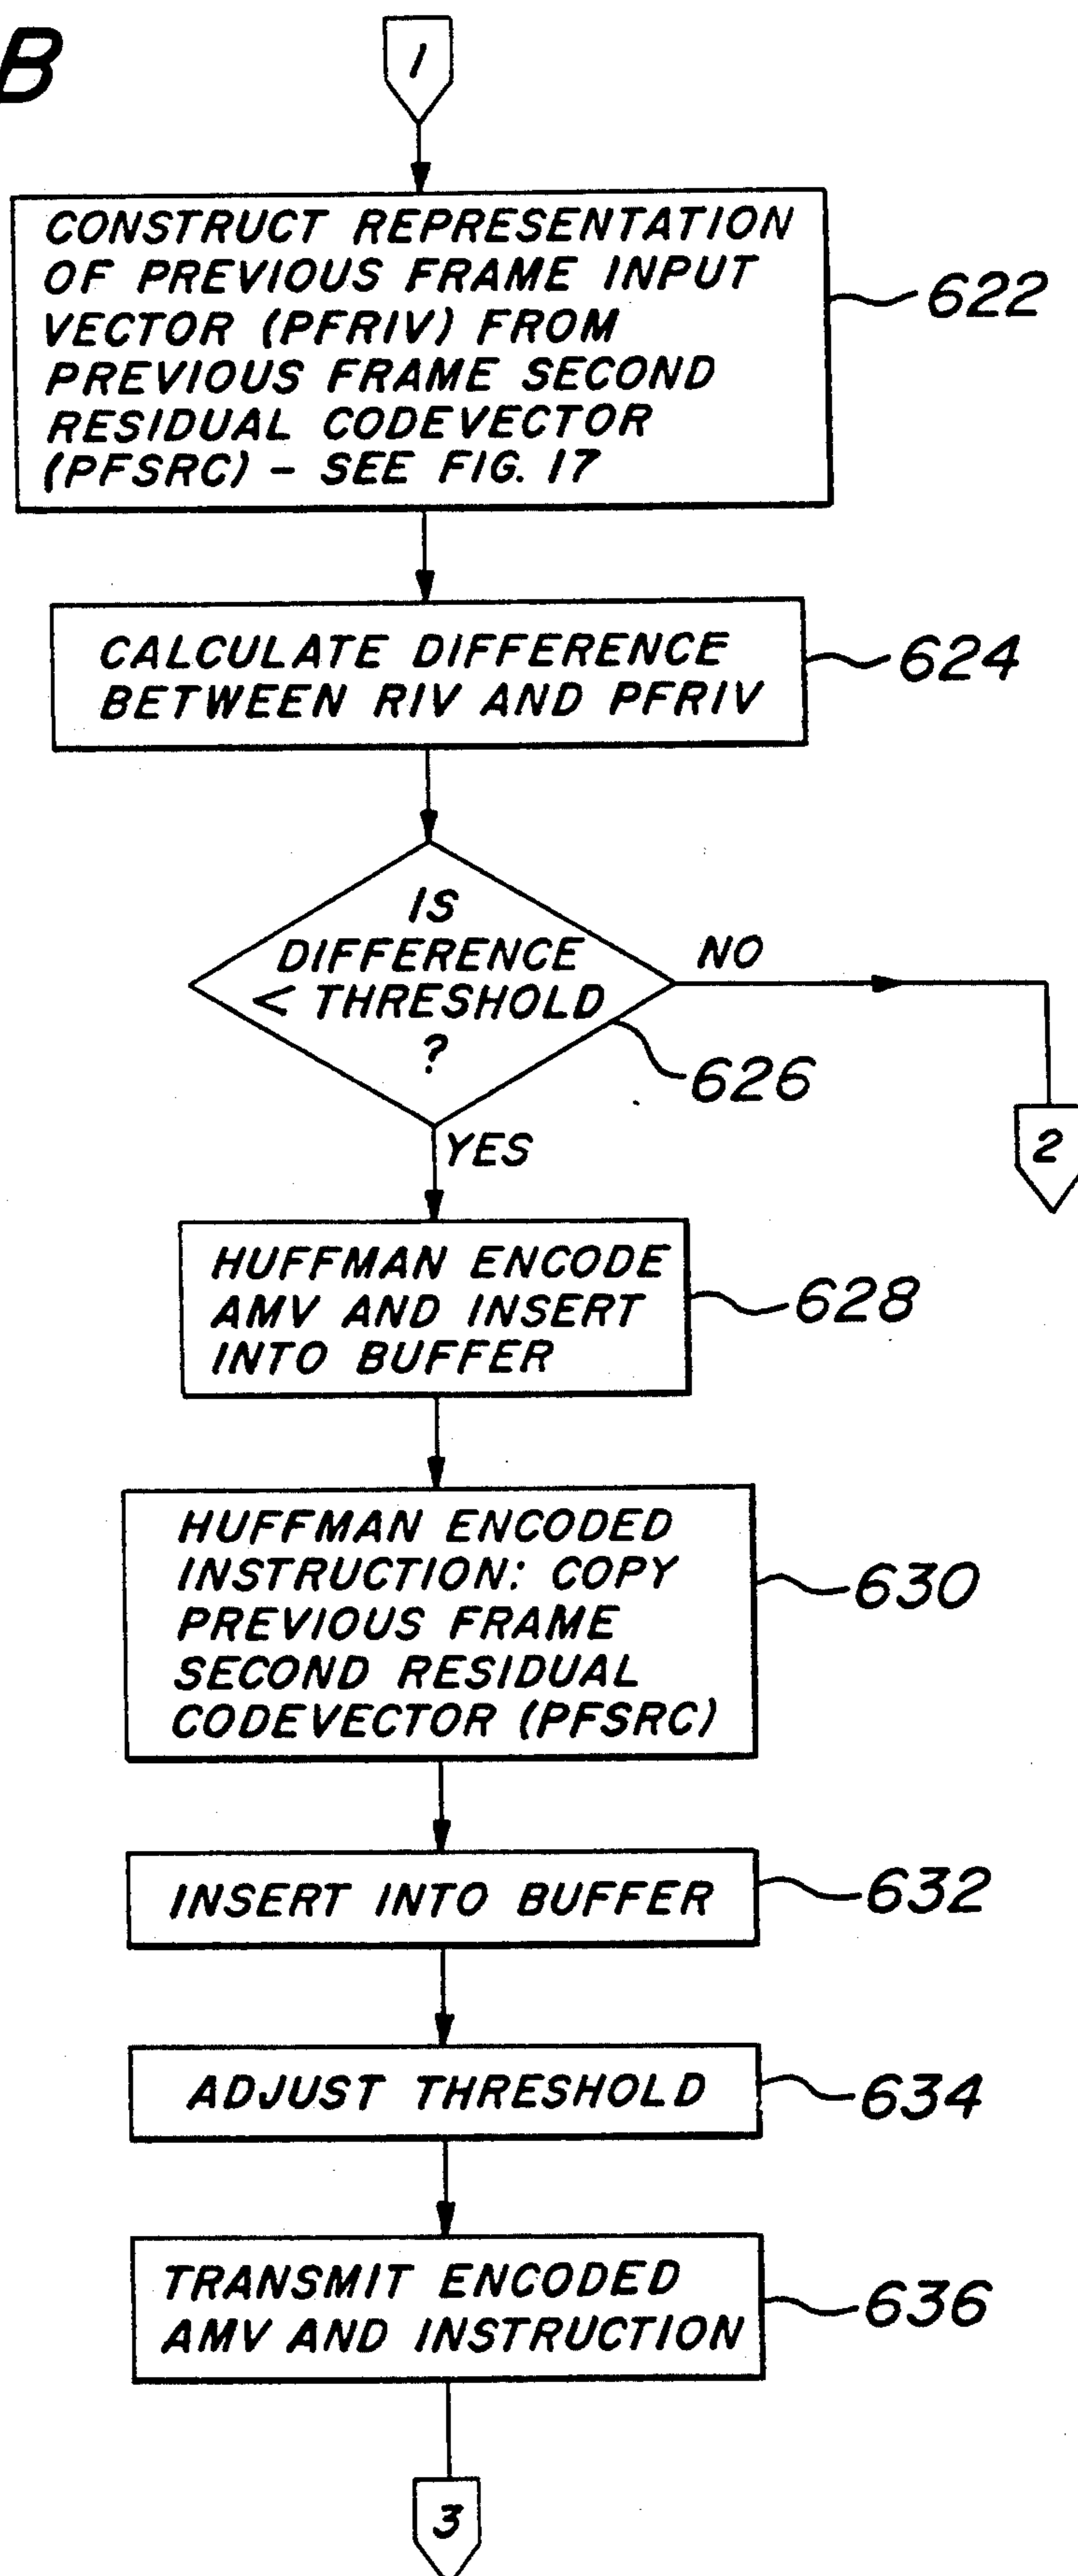 B
1
CONSTRUCT REPRESENTATION
OF PREVIOUS FRAME INPUT
VECTOR (PFRIV) FROM
PREVIOUS FRAME SECOND
RESIDUAL CODEVECTOR
(PFSRC) – SEE FIG. 17
622
CALCULATE DIFFERENCE
BETWEEN RIV AND PFRIV
624
IS
DIFFERENCE
< THRESHOLD
?
NO
626
2
YES
HUFFMAN ENCODE
AMV AND INSERT
INTO BUFFER
628
HUFFMAN ENCODED
INSTRUCTION: COPY
PREVIOUS FRAME
SECOND RESIDUAL
CODEVECTOR (PFSRC)
630
INSERT INTO BUFFER
632
ADJUST THRESHOLD
634
TRANSMIT ENCODED
AMV AND INSTRUCTION
636
3